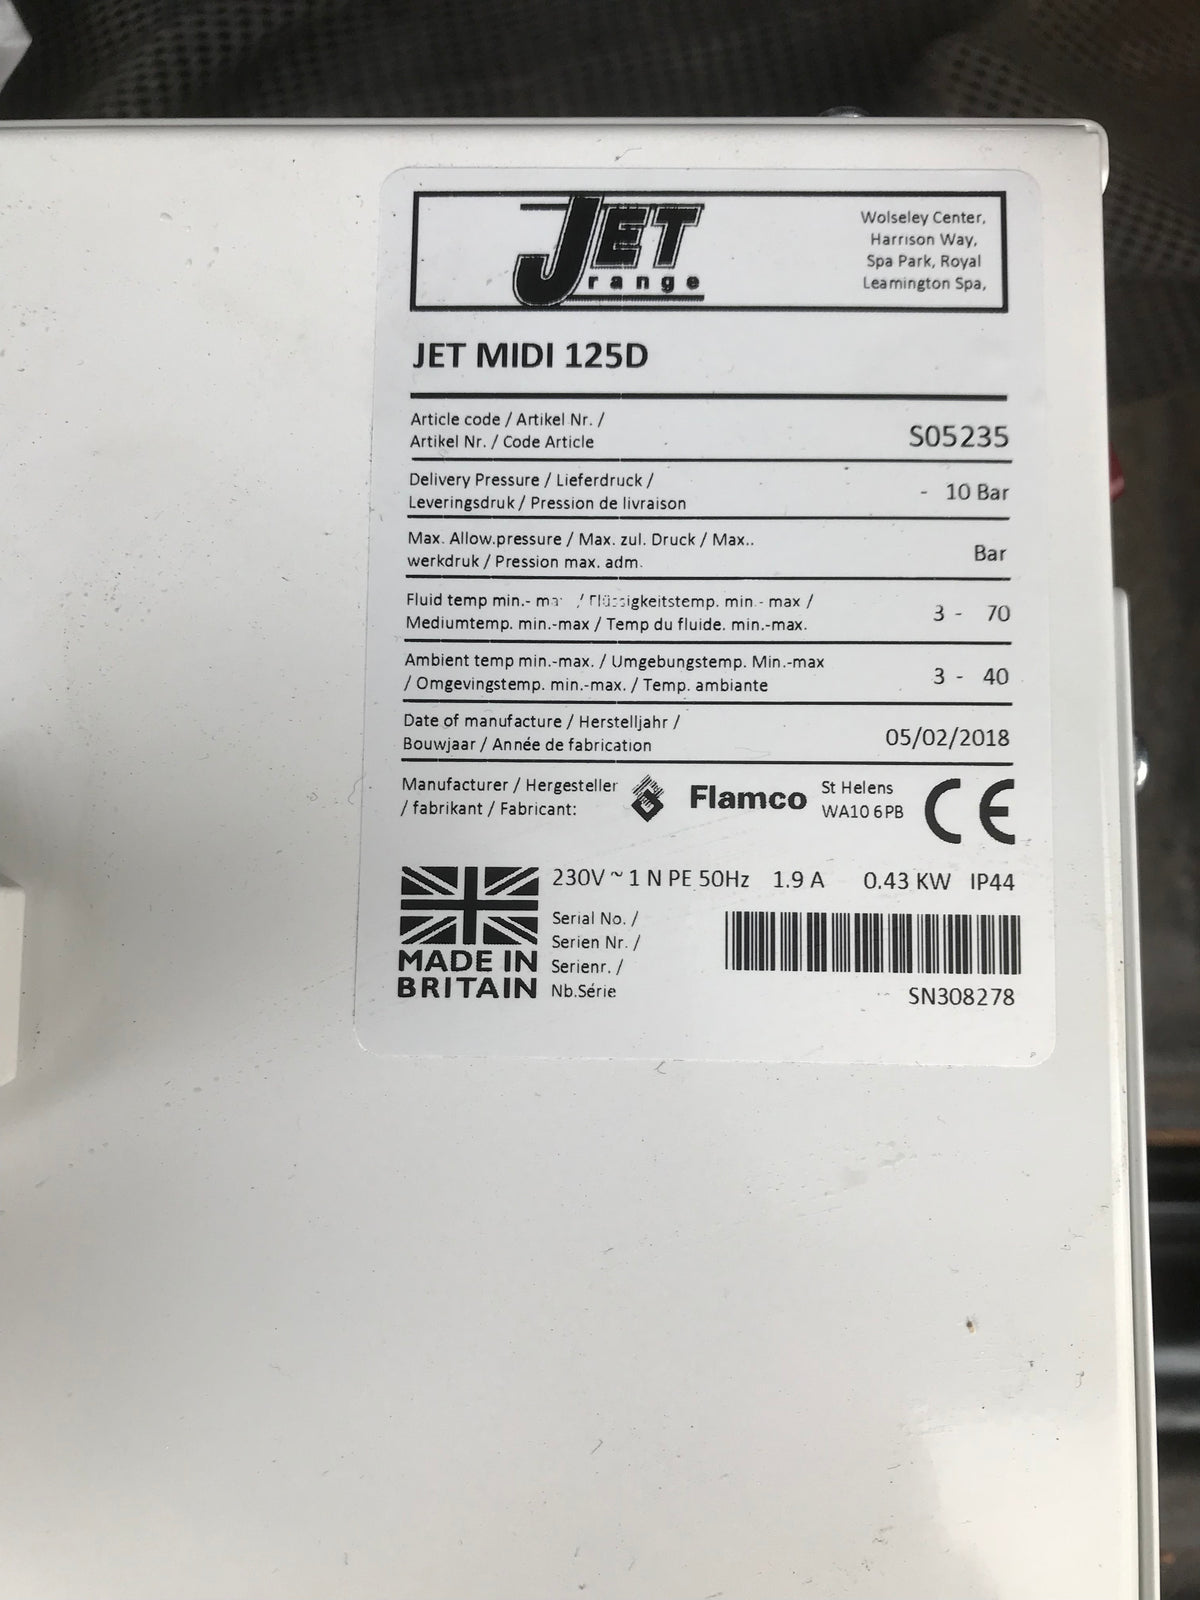 JET
range
Wolseley Center,
Harrison Way,
Spa Park, Royal
Leamington Spa,
JET MIDI 125D
Article code / Artikel Nr. /
Artikel Nr. / Code Article
S05235
Delivery Pressure / Lieferdruck /
Leveringsdruk / Pression de livraison
- 10 Bar
Max. Allow.pressure / Max. zul. Druck / Max..
werkdruk / Pression max. adm.
Bar
Fluid temp min.- max / Flüssigkeitstemp. min.- max /
Mediumtemp. min.-max / Temp du fluide. min.-max.
3 - 70
Ambient temp min.-max. / Umgebungstemp. Min.-max
/ Omgevingstemp. min.-max. / Temp. ambiante
3 - 40
Date of manufacture / Herstelljahr /
Bouwjaar / Année de fabrication
05/02/2018
Manufacturer / Hergesteller
/ fabrikant / Fabricant:
Flamco
St Helens
WA10 6PB
CE
230V ~ 1 N PE 50Hz 1.9 A 0.43 KW IP44
MADE IN
BRITAIN
Serial No. /
Serien Nr. /
Serienr. /
Nb.Série
SN308278